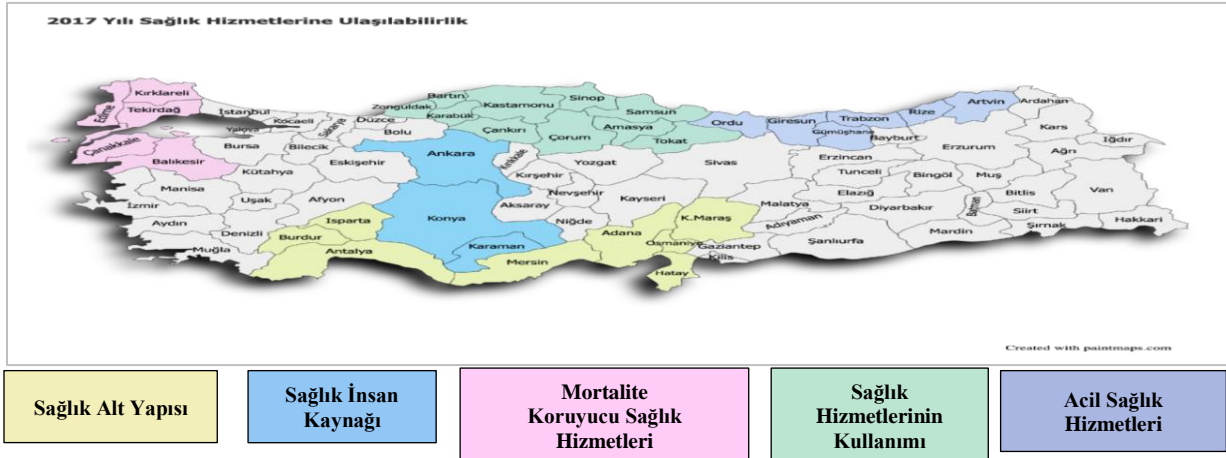 2017 Yılı Sağlık Hizmetlerine Ulaşılabilirlik
Kırklareli
Edirne
Tekirdağ
İstanbul
Kocaeli
Yalova
Sakarya
Düzce
Zonguldak
Bartın
Karabük
Kastamonu
Sinop
Samsun
Ordu
Giresun
Trabzon
Rize
Artvin
Ardahan
Çanakkale
Balıkesir
Bursa
Bilecik
Bolu
Çankırı
Çorum
Amasya
Tokat
Gümüşhane
Bayburt
Kars
Iğdır
Kütahya
Eskişehir
Ankara
Kırıkkale
Yozgat
Sivas
Erzincan
Erzurum
Ağrı
Manisa
Uşak
Afyon
Kırşehir
Nevşehir
Kayseri
Tunceli
Bingöl
Muş
Elazığ
Bitlis
Van
İzmir
Aydın
Denizli
Isparta
Konya
Aksaray
Niğde
K.Maraş
Malatya
Adıyaman
Diyarbakır
Batman
Siirt
Hakkari
Muğla
Burdur
Antalya
Karaman
Mersin
Adana
Osmaniye
Gaziantep
Kilis
Şanlıurfa
Mardin
Şırnak
Hatay
Created with paintmaps.com
Sağlık Alt Yapısı
Sağlık İnsan
Kaynağı
Mortalite
Koruyucu Sağlık
Hizmetleri
Sağlık
Hizmetlerinin
Kullanımı
Acil Sağlık
Hizmetleri